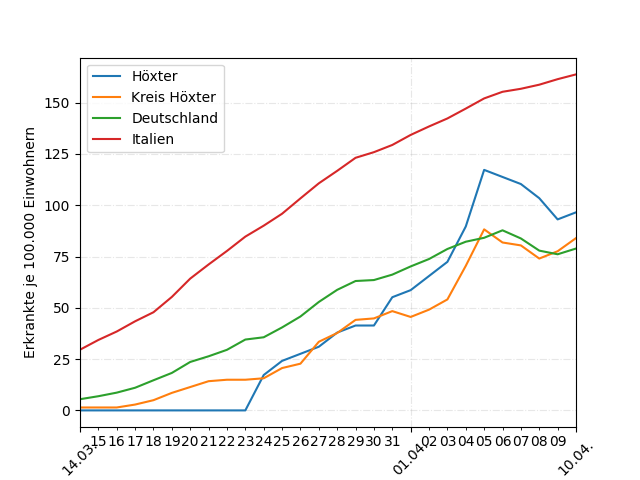 Höxter
Kreis Höxter
Deutschland
Italien
Erkrankte je 100.000 Einwohnern
150
125
100
75
50
25
0
14.03. 15 16 17 18 19 20 21 22 23 24 25 26 27 28 29 30 31 01.04. 02 03 04 05 06 07 08 09 10.04.